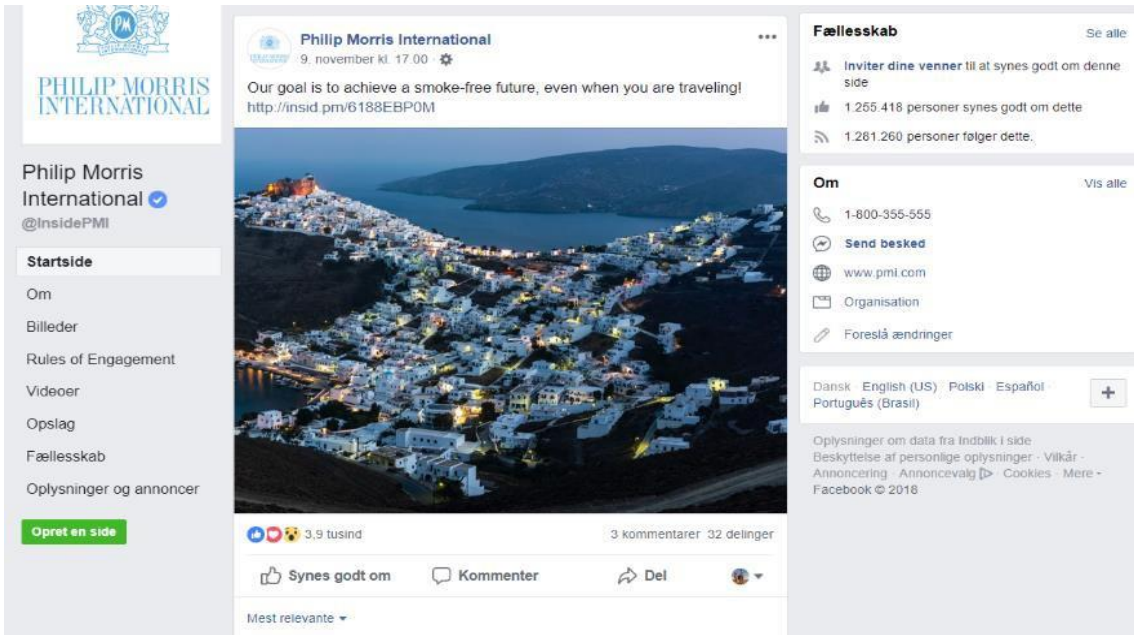 PM
PHILIP MORRIS
INTERNATIONAL
Philip Morris
International
@InsidePMI
Startside
Om
Billeder
Rules of Engagement
Videoer
Opslag
Fællesskab
Oplysninger og annoncer
Opret en side
Philip Morris International
9. november kl. 17.00 ·
Our goal is to achieve a smoke-free future, even when you are traveling!
http://insid.pm/6188EBP0M
3,9 tusind
3 kommentarer 32 delinger
Synes godt om
Kommenter
Del
Mest relevante
Fællesskab
Se alle
Inviter dine venner til at synes godt om denne
side
1.255.418 personer synes godt om dette
1.281.260 personer følger dette.
Om
Vis alle
1-800-355-555
Send besked
www.pmi.com
Organisation
Foreslå ændringer
Dansk · English (US) · Polski · Español ·
Português (Brasil)
Oplysninger om data fra Indblik i side
Beskyttelse af personlige oplysninger · Vilkår ·
Annoncering · Annoncevalg · Cookies · Mere
Facebook © 2018